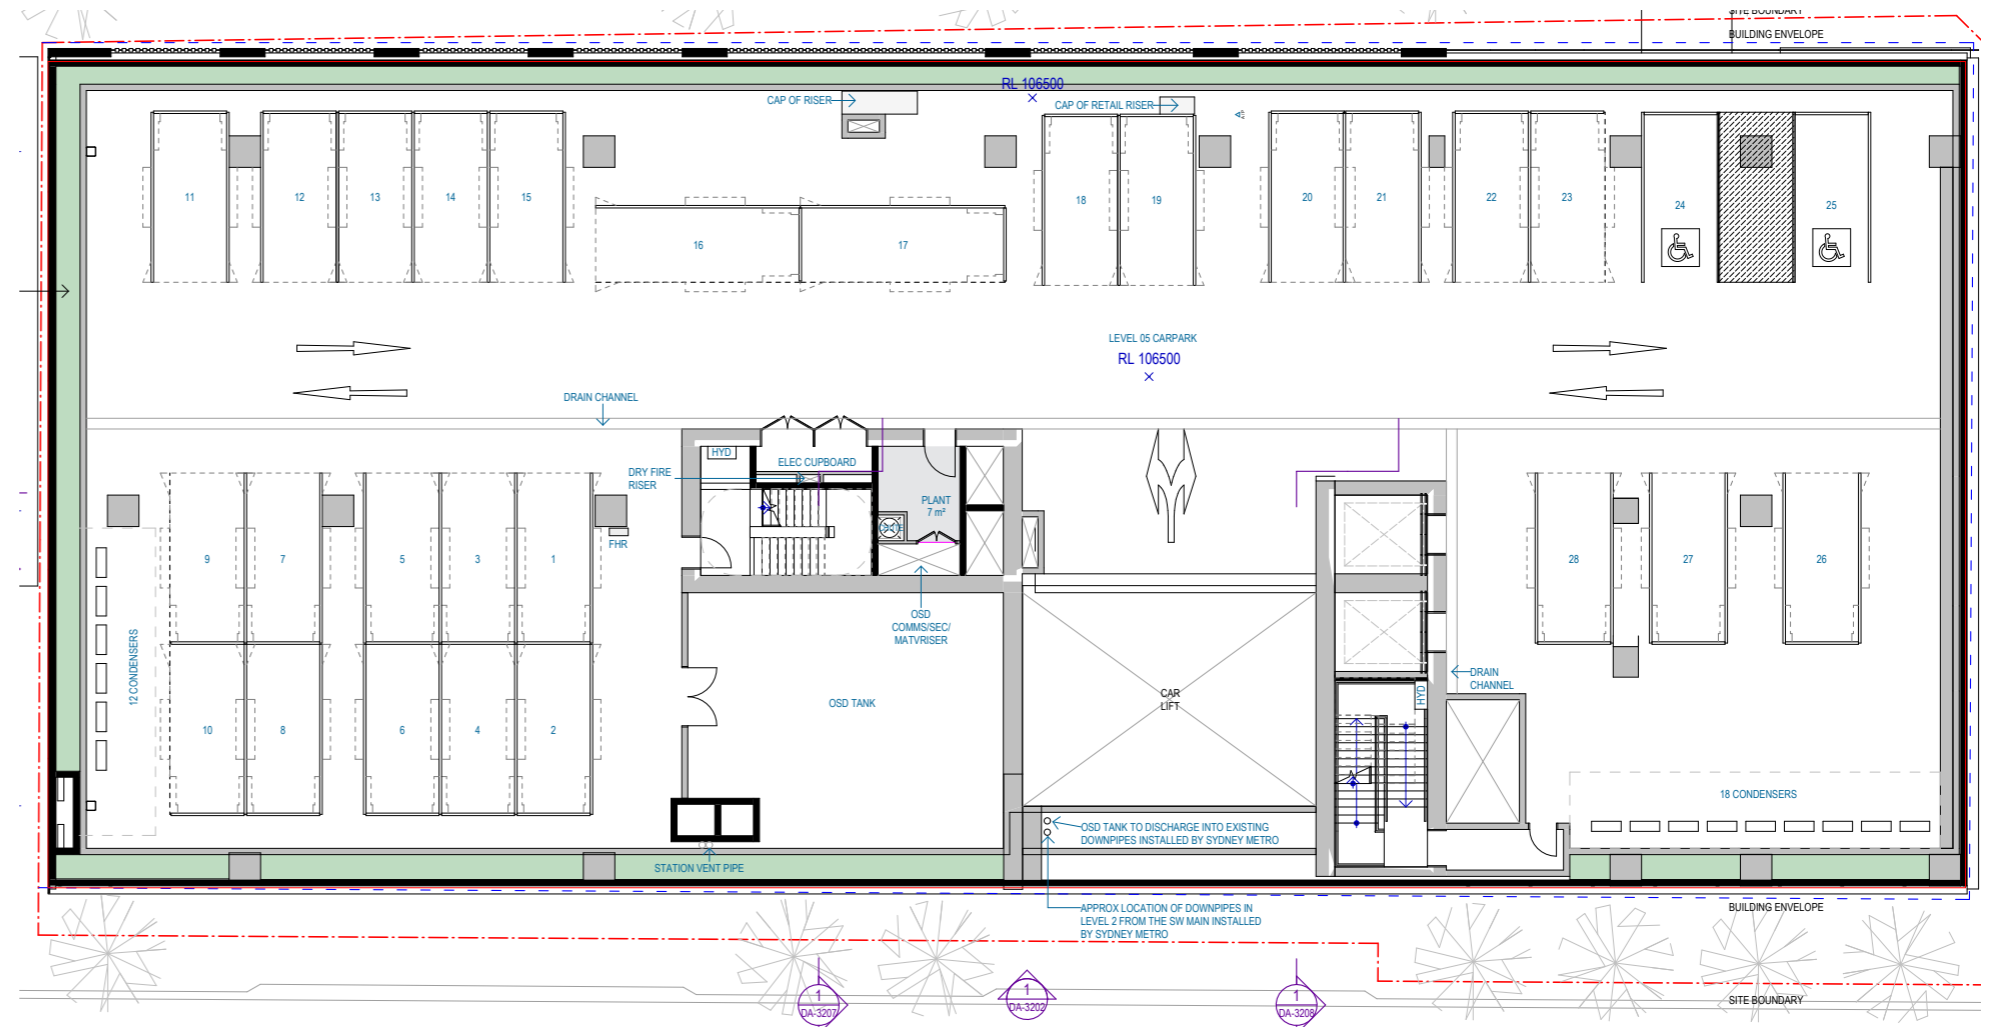 SITE BOUNDARY
BUILDING ENVELOPE
RL 106500
CAP OF RISER
CAP OF RETAIL RISER
11
12
13
14
15
16
17
18
19
20
21
22
23
24
25
LEVEL 05 CARPARK
RL 106500
DRAIN CHANNEL
HYD
ELEC CUPBOARD
DRY FIRE
RISER
PLANT
7 m²
FHR
9
7
5
3
1
28
27
26
OSD
COMMS/SEC/
MATV/RISER
12 CONDENSERS
HYD
DRAIN
CHANNEL
CAR
LIFT
OSD TANK
10
8
6
4
2
18 CONDENSERS
OSD TANK TO DISCHARGE INTO EXISTING
DOWNPIPES INSTALLED BY SYDNEY METRO
STATION VENT PIPE
APPROX LOCATION OF DOWNPIPES IN
LEVEL 2 FROM THE SW MAIN INSTALLED
BY SYDNEY METRO
BUILDING ENVELOPE
1
DA-3207
1
DA-3202
1
DA-3208
SITE BOUNDARY